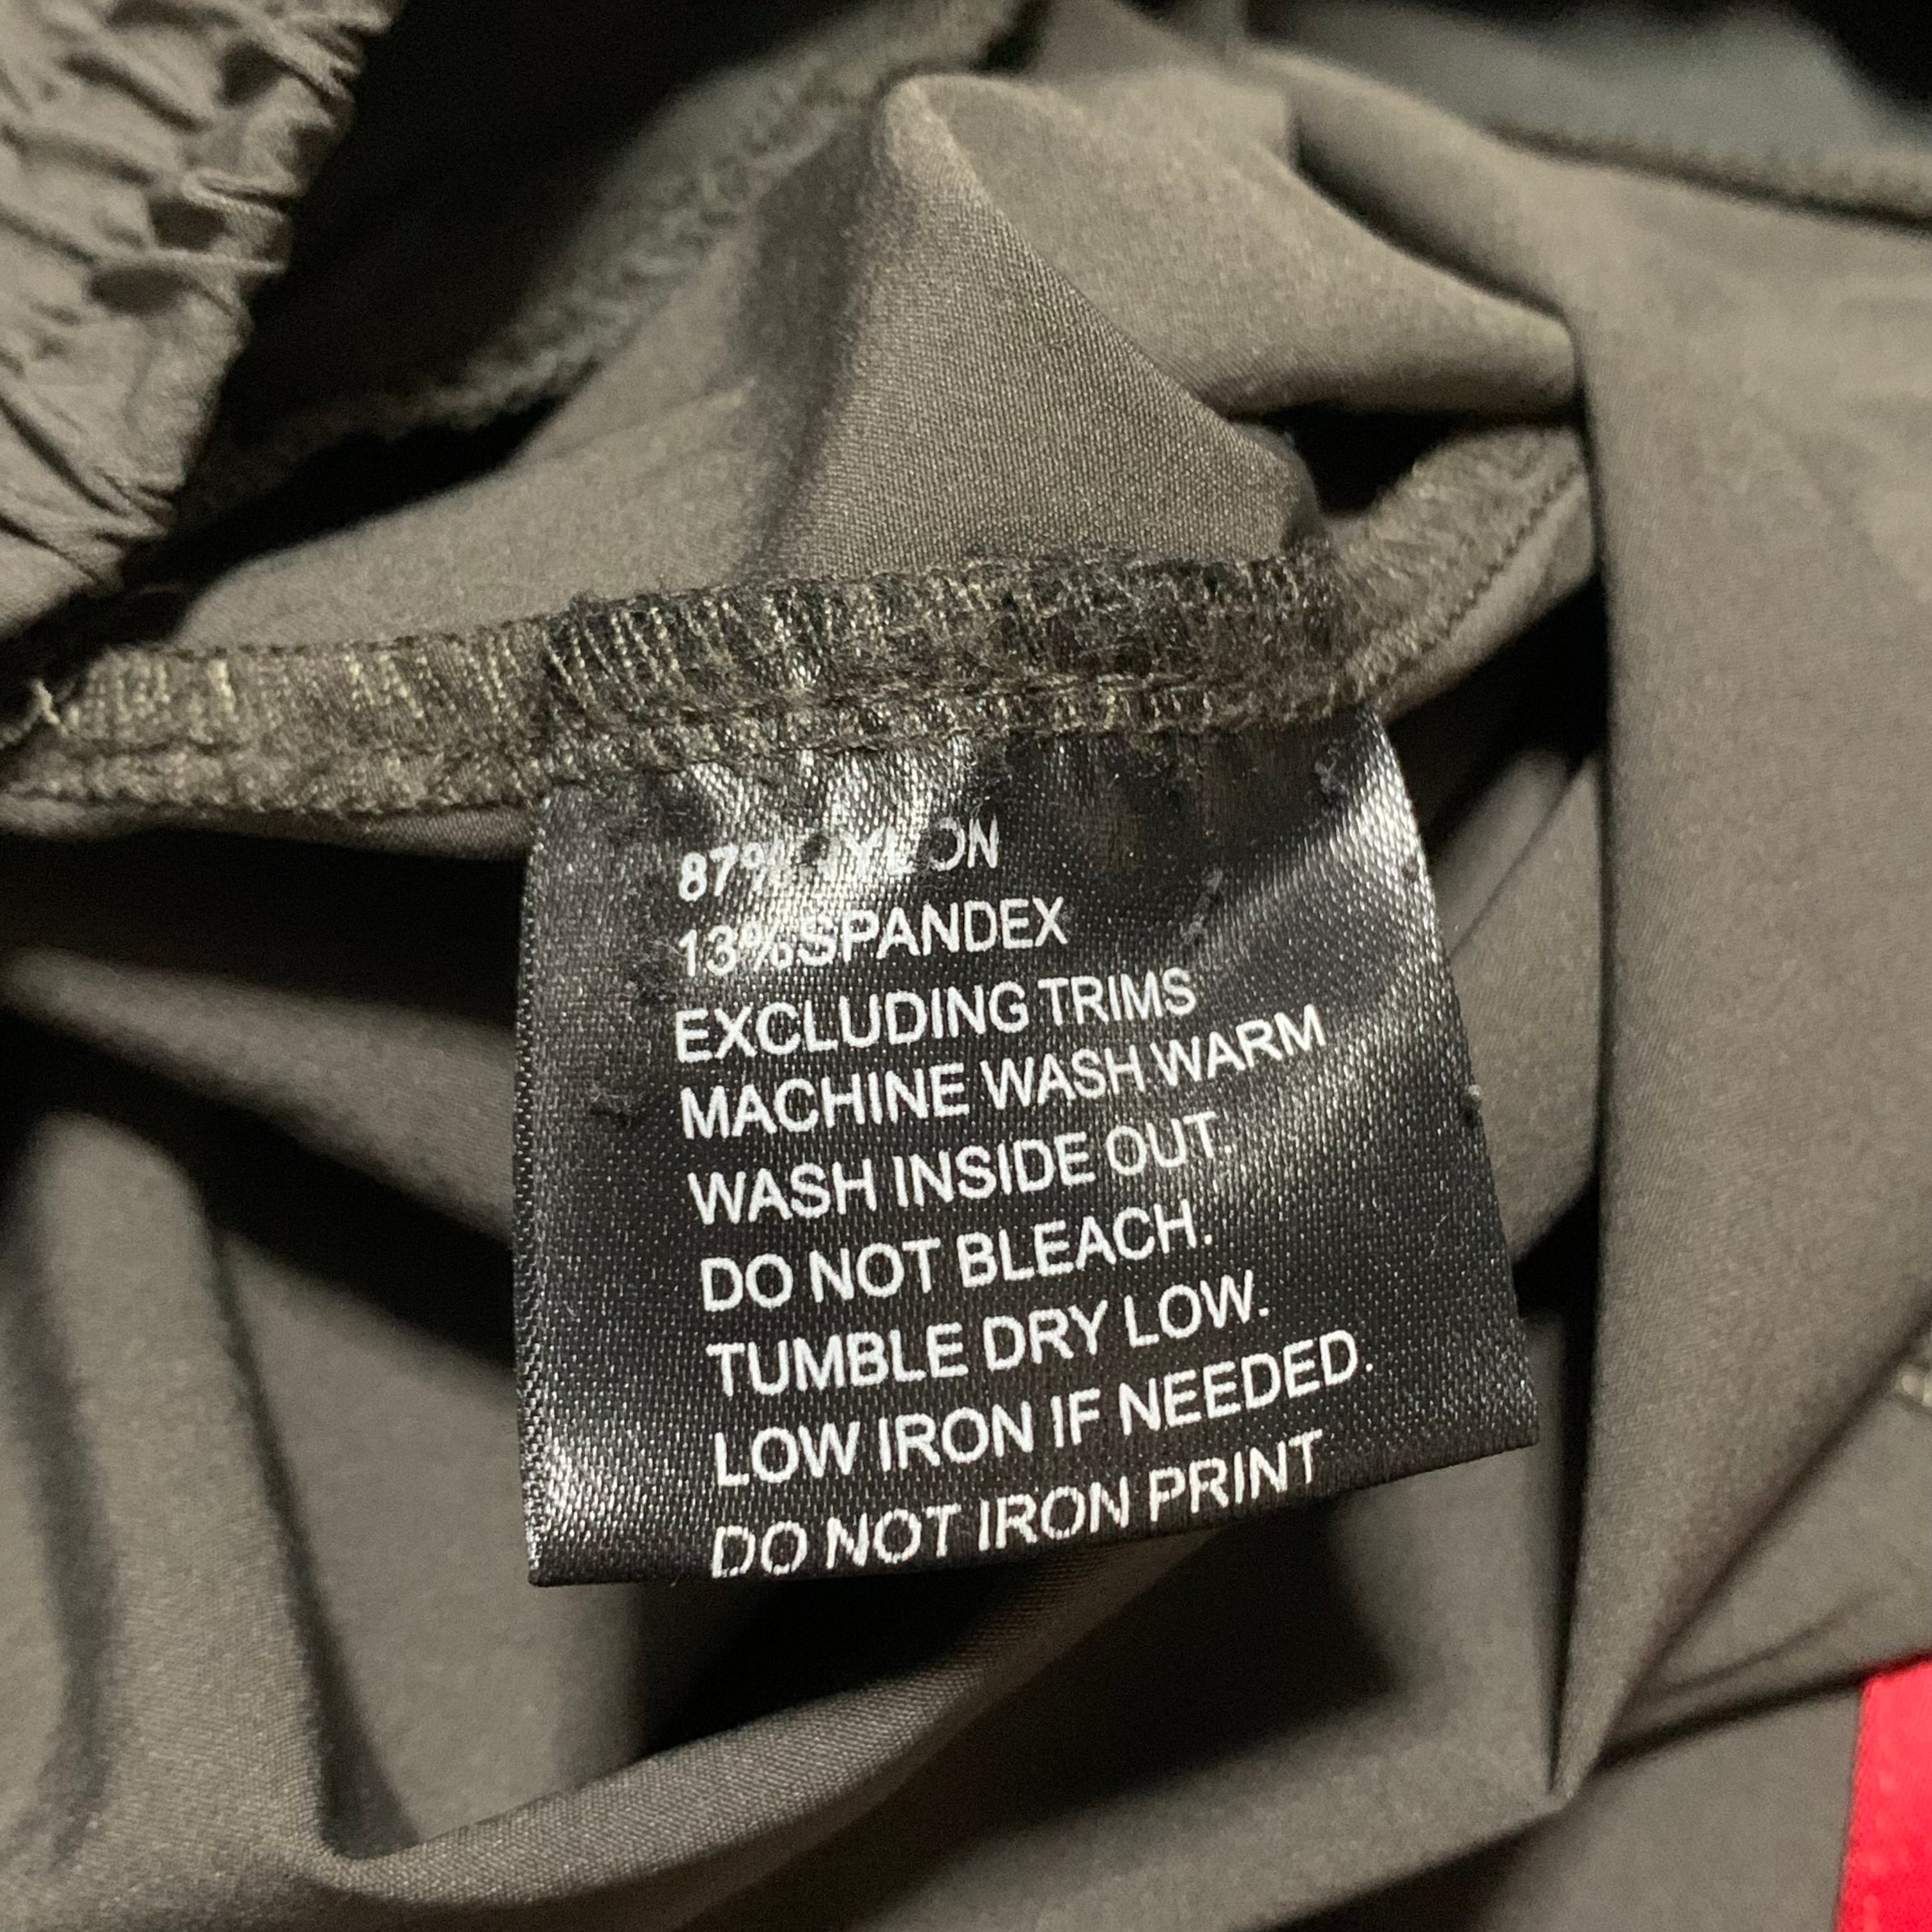 87% NYLON
13%SPANDEX
EXCLUDING TRIMS
MACHINE WASH WARM
WASH INSIDE OUT.
DO NOT BLEACH.
TUMBLE DRY LOW.
LOW IRON IF NEEDED.
DO NOT IRON PRINT